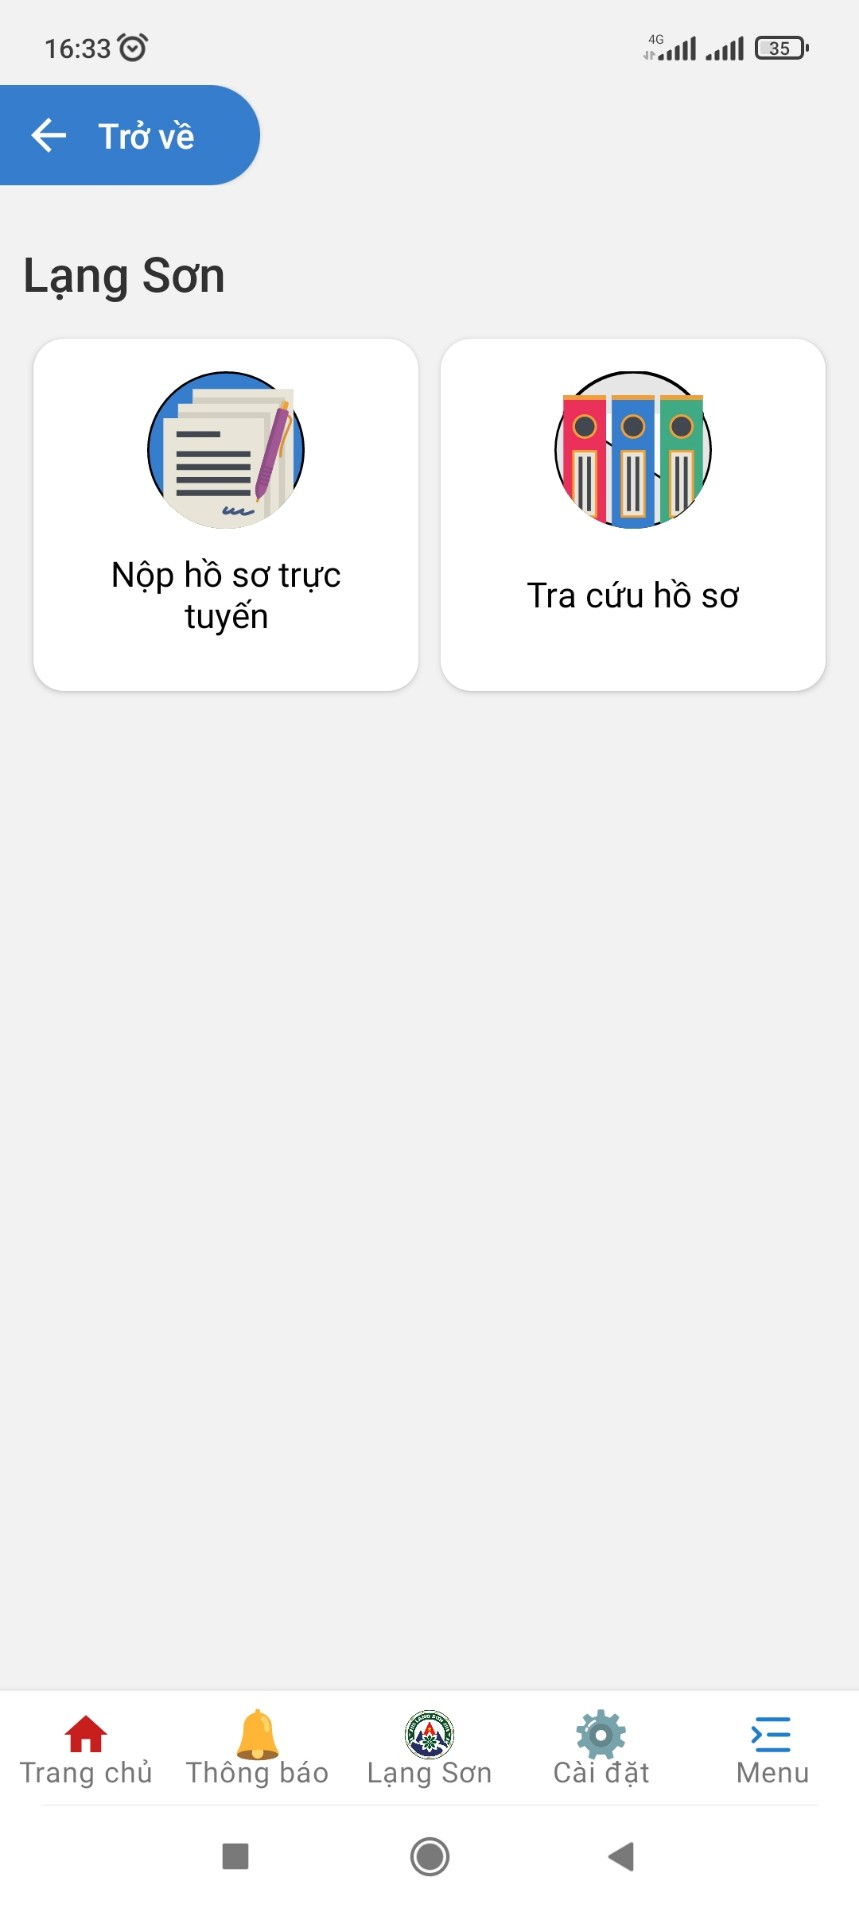 16:33
4G
35
Trở về
Lạng Sơn
Nộp hồ sơ trực
tuyến
Tra cứu hồ sơ
Trang chủ
Thông báo
Lạng Sơn
Cài đặt
Menu